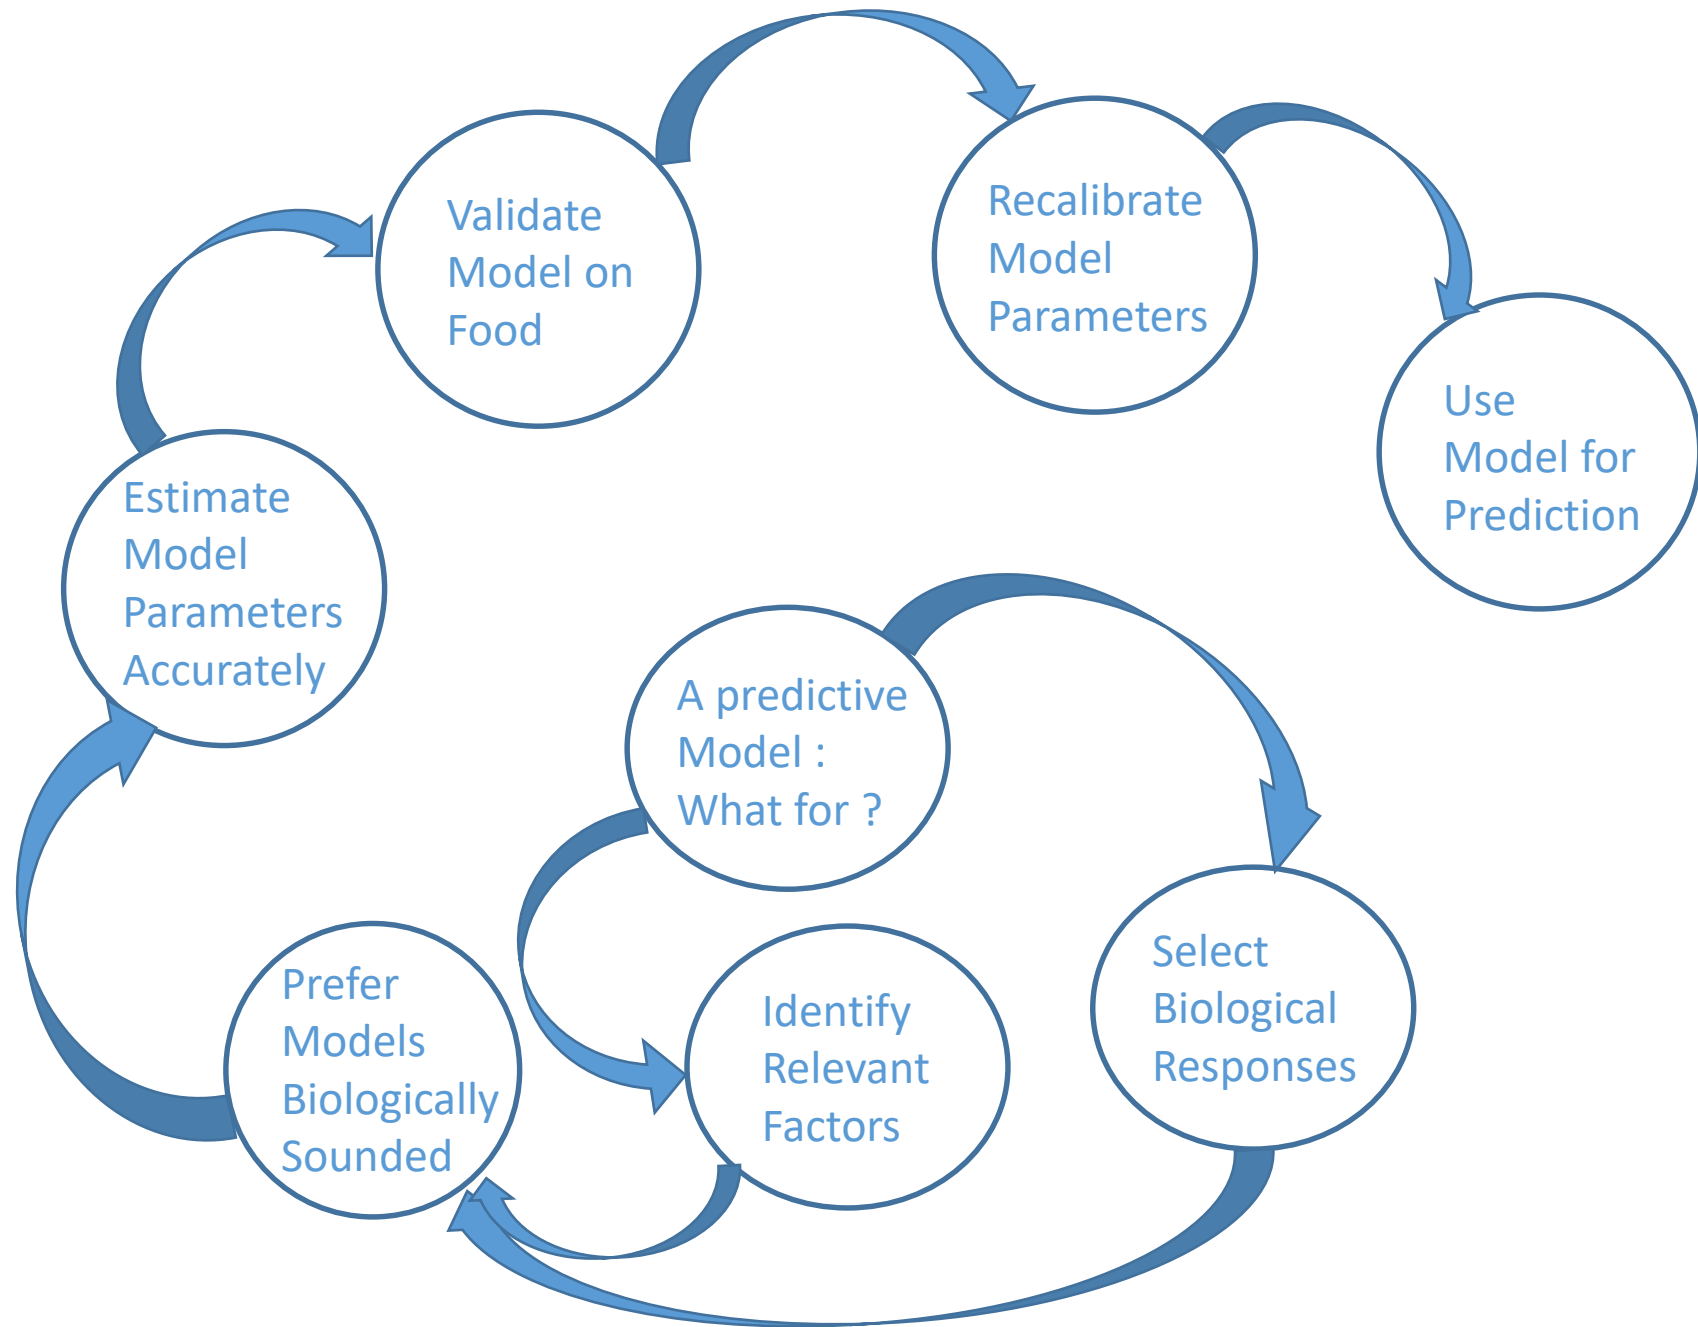 Validate
Model on
Food
Recalibrate
Model
Parameters
Use
Model for
Prediction
Estimate
Model
Parameters
Accurately
A predictive
Model :
What for ?
Prefer
Models
Biologically
Sounded
Identify
Relevant
Factors
Select
Biological
Responses